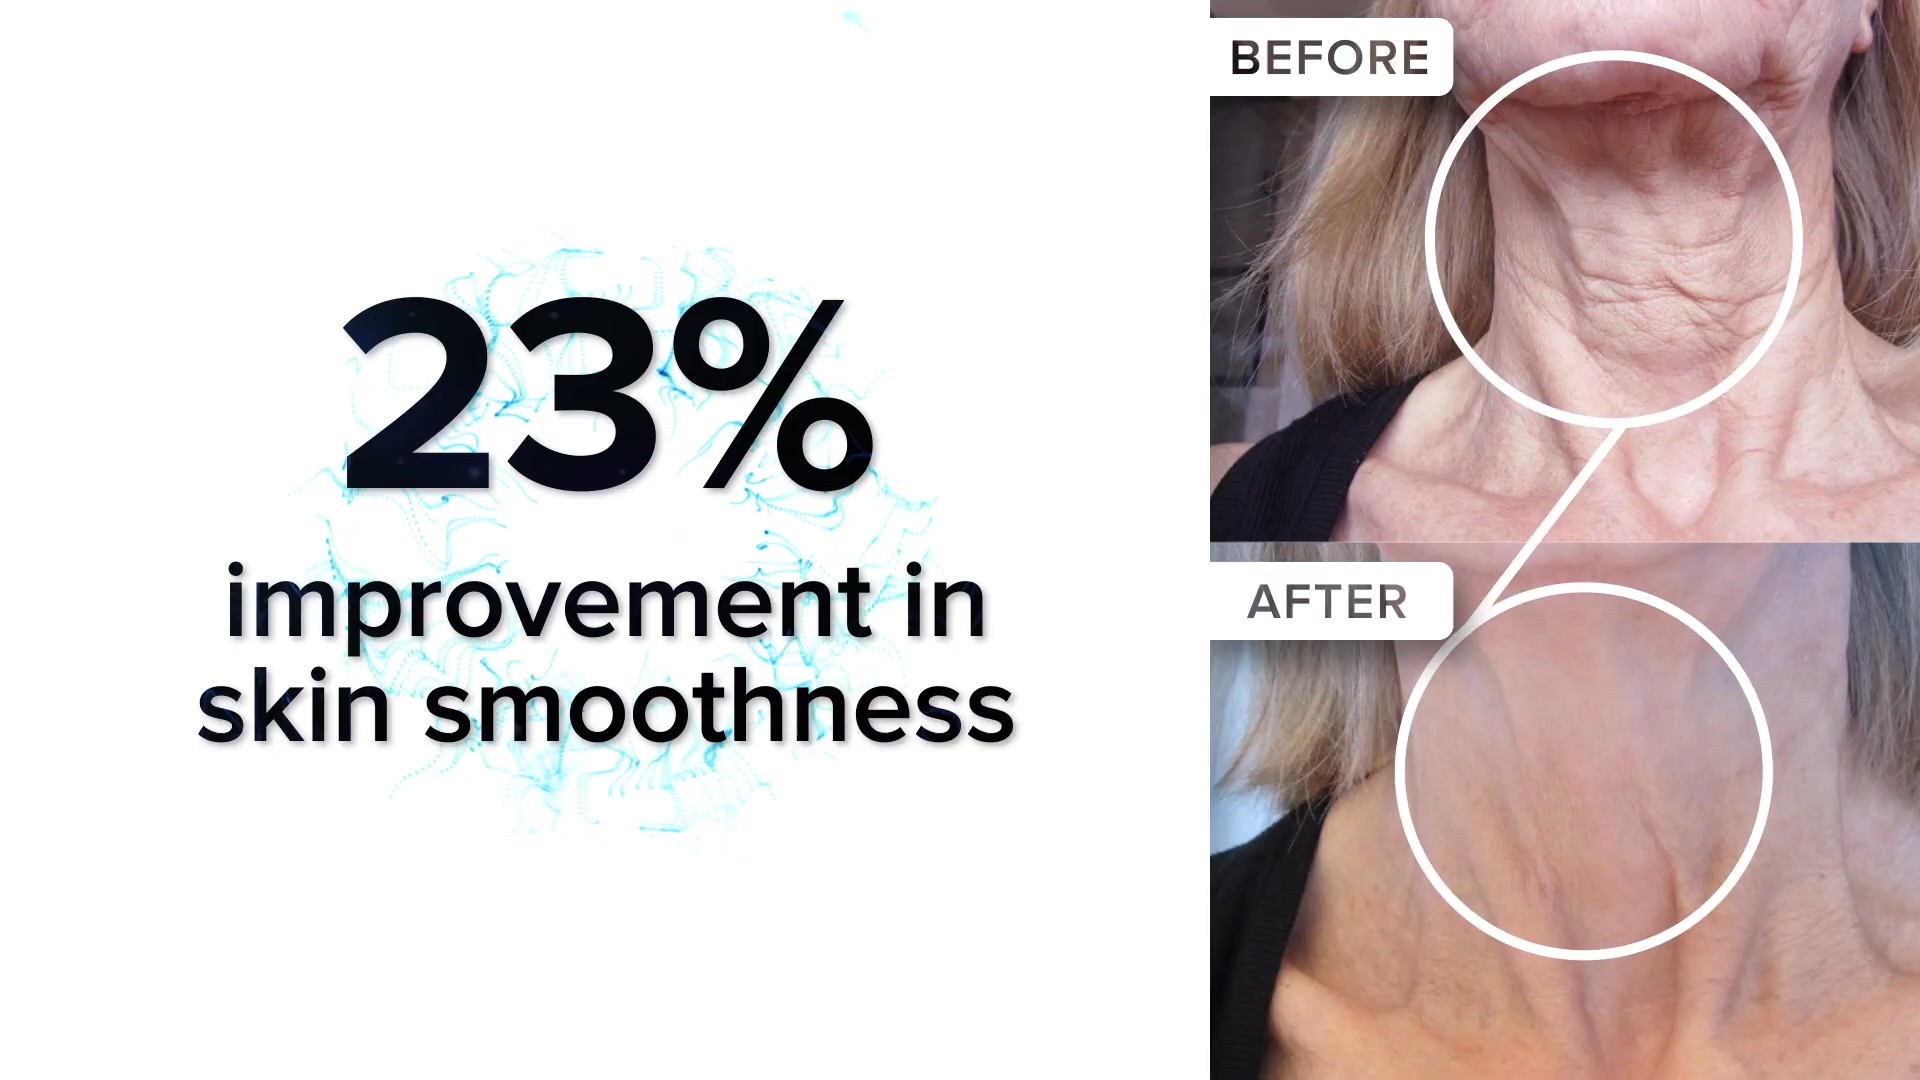 23%
improvement in
skin smoothness
BEFORE
AFTER